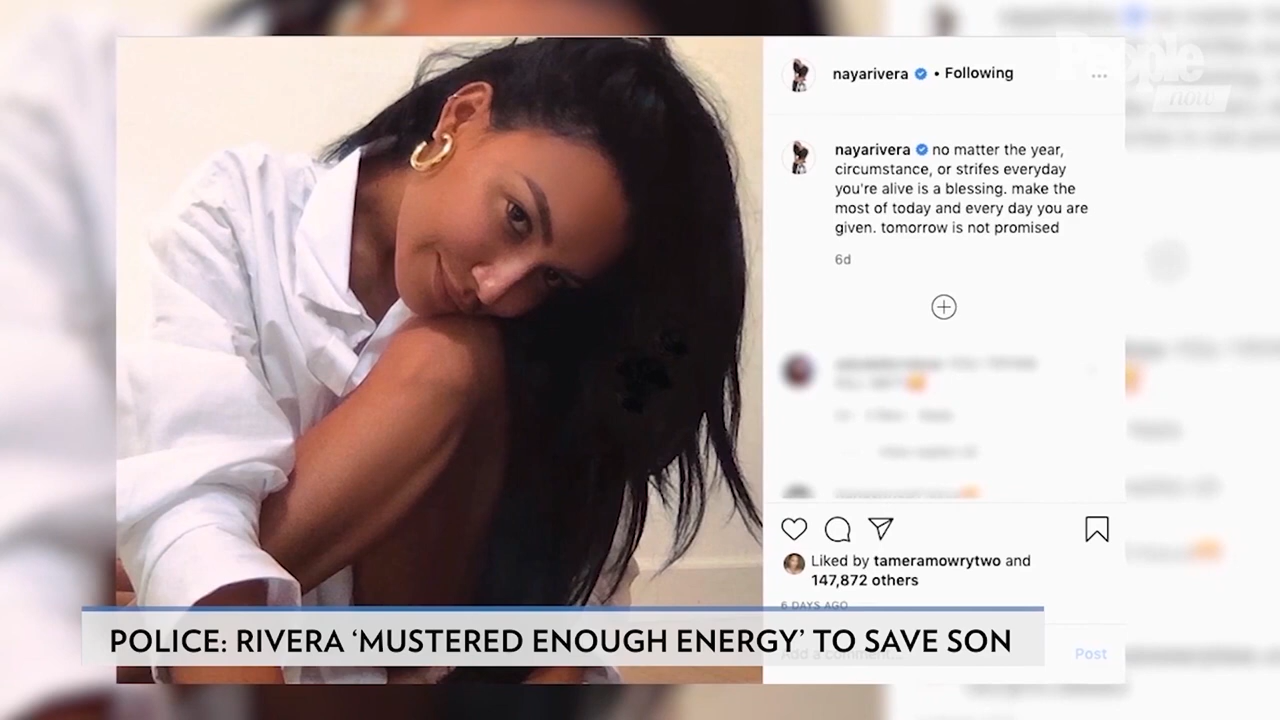 People
now
nayarivera • Following
nayarivera no matter the year,
circumstance, or strifes everyday
you're alive is a blessing. make the
most of today and every day you are
given. tomorrow is not promised
6d
Liked by tameramowrytwo and
147,872 others
6 DAYS AGO
POLICE: RIVERA ‘MUSTERED ENOUGH ENERGY’ TO SAVE SON
Add a comment...
Post